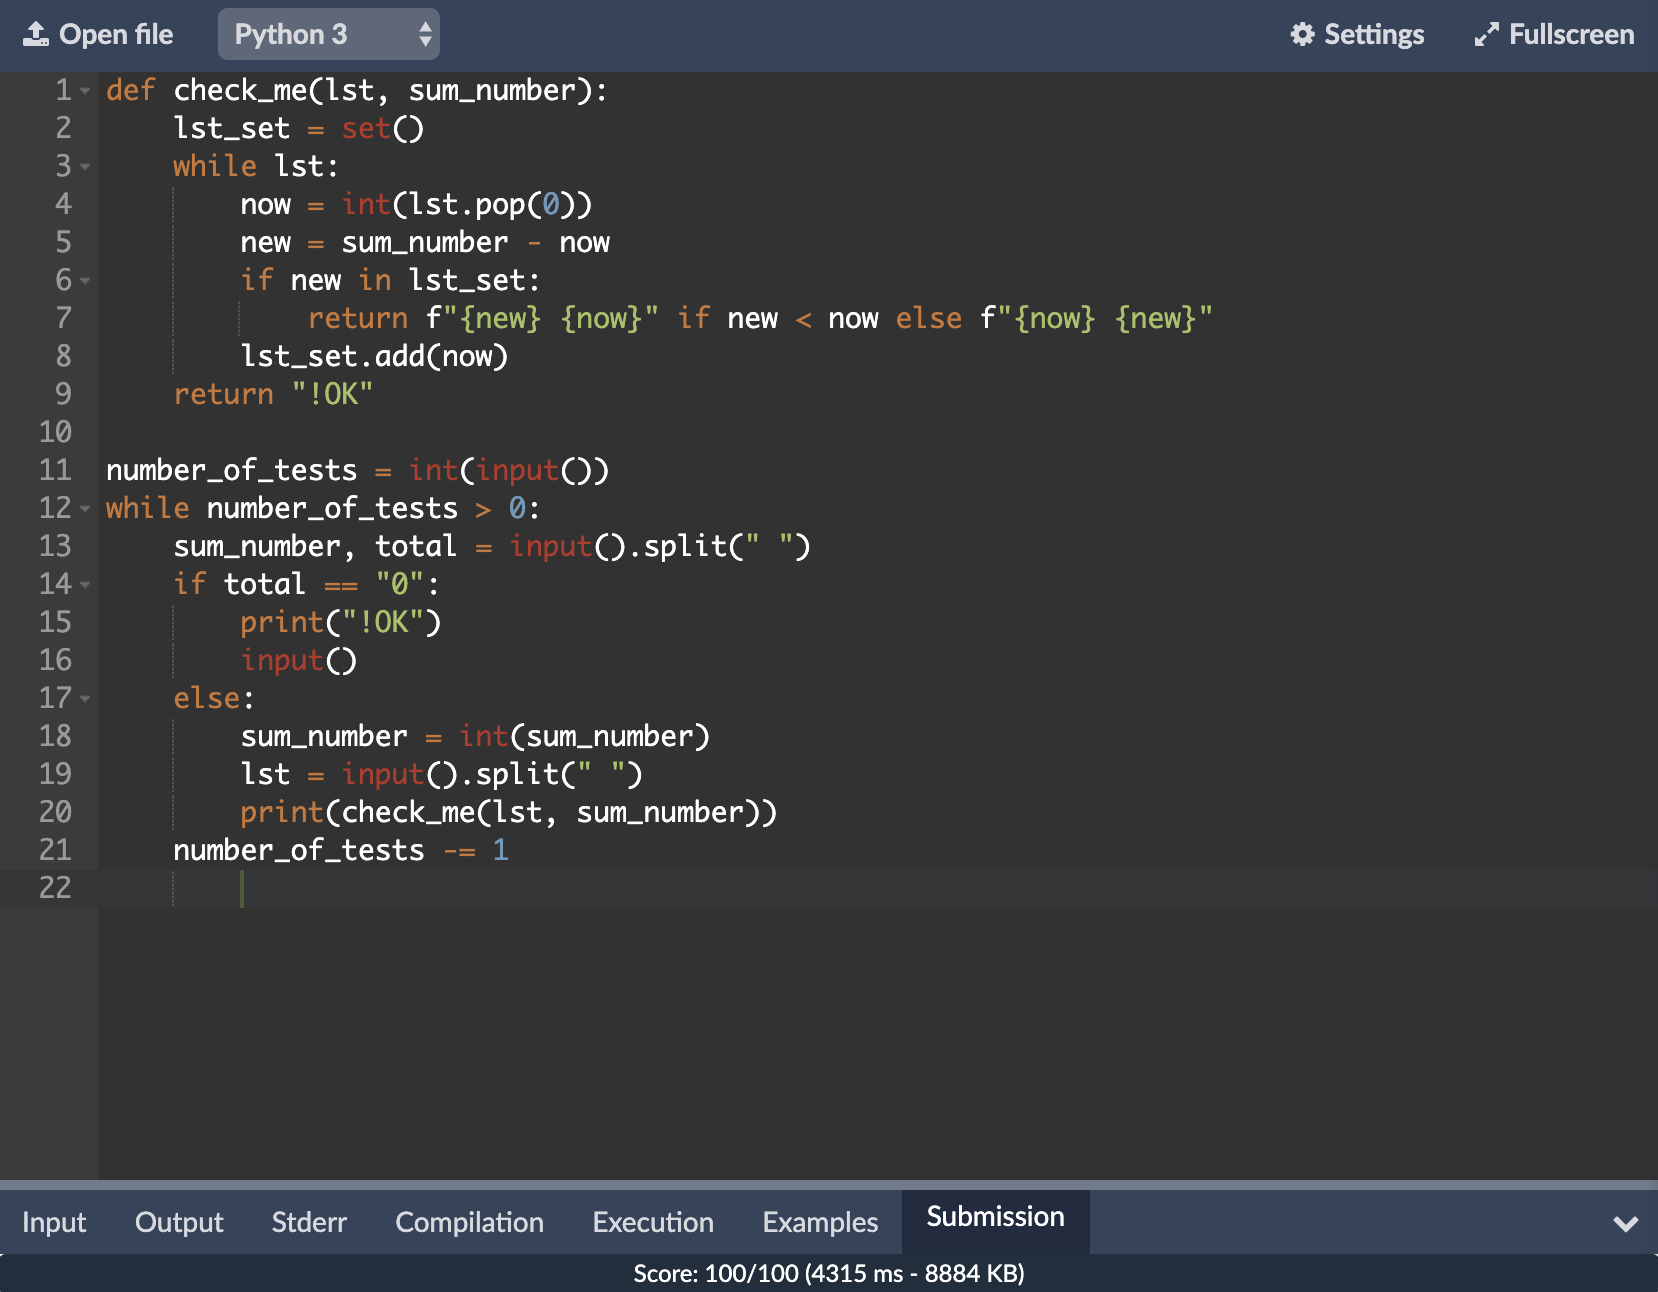 Open file Python 3 Settings Fullscreen
1 def check_me(lst, sum_number):
2     lst_set = set()
3     while lst:
4         now = int(lst.pop(0))
5         new = sum_number - now
6         if new in lst_set:
7             return f"{new} {now}" if new < now else f"{now} {new}"
8         lst_set.add(now)
9     return "!OK"
10
11 number_of_tests = int(input())
12 while number_of_tests > 0:
13     sum_number, total = input().split(" ")
14     if total == "0":
15         print("!OK")
16         input()
17     else:
18         sum_number = int(sum_number)
19         lst = input().split(" ")
20         print(check_me(lst, sum_number))
21     number_of_tests -= 1
22
Input Output Stderr Compilation Execution Examples Submission
Score: 100/100 (4315 ms - 8884 KB)